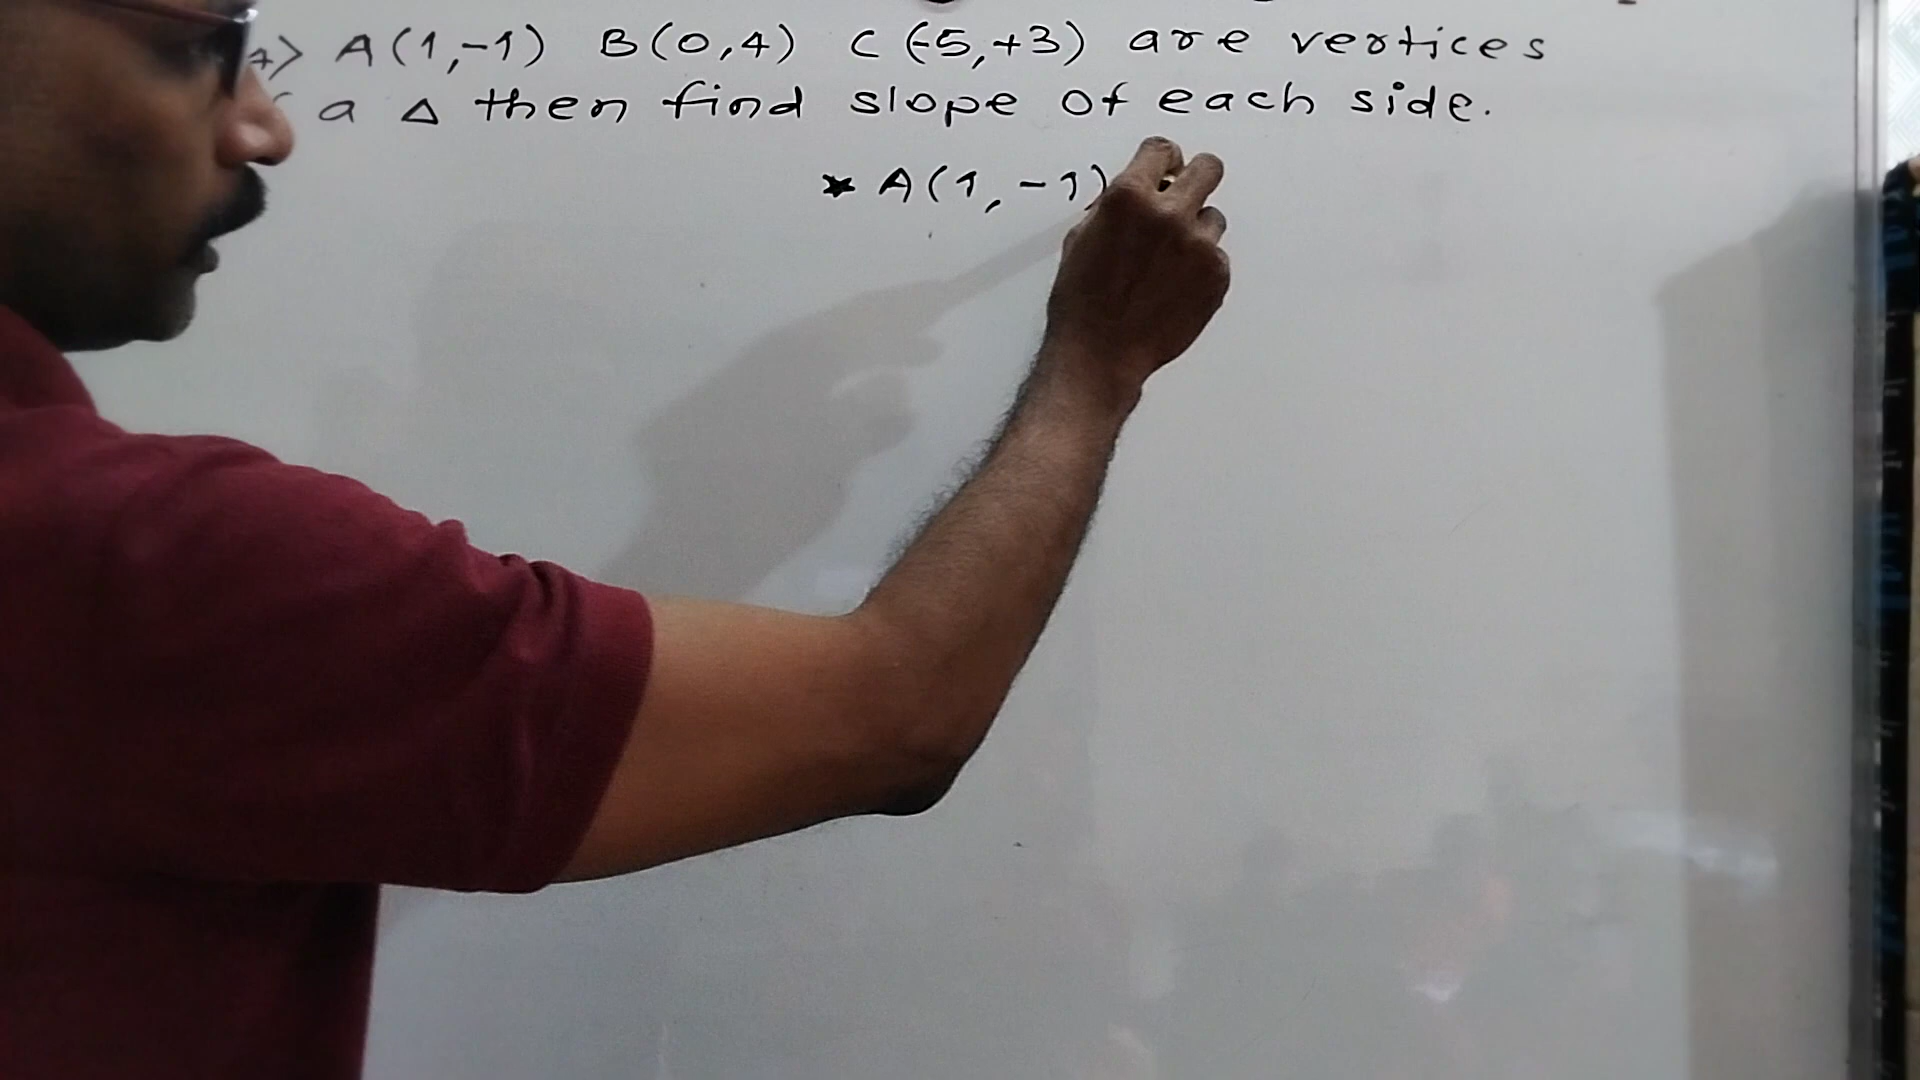 A(1,-1) B(0,4) C(-5,+3) are vertices
a △ then find slope of each side.
* A(1,-1)